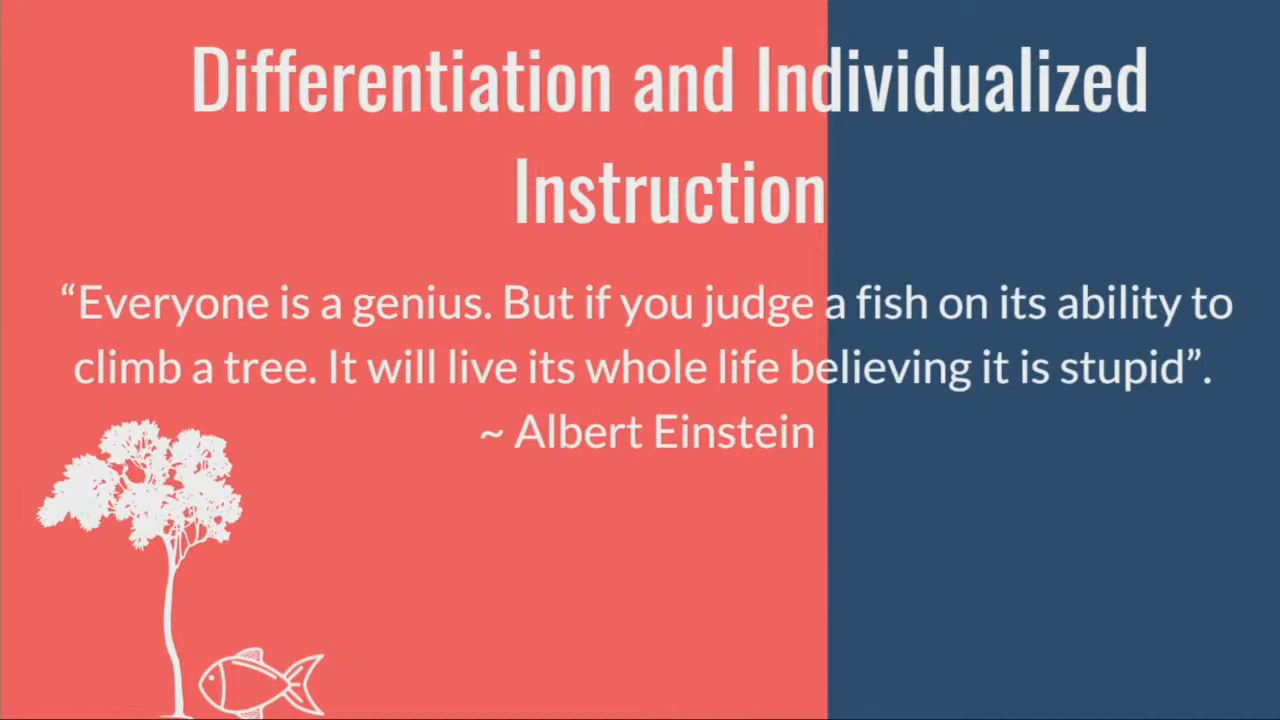 Differentiation and Individualized
Instruction
“Everyone is a genius. But if you judge a fish on its ability to
climb a tree. It will live its whole life believing it is stupid”.
~ Albert Einstein